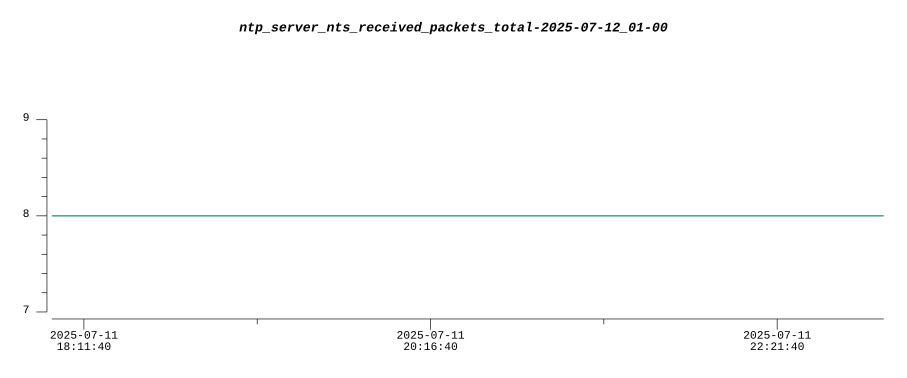 ntp_server_nts_received_packets_total-2025-07-12_01-00
9
8
7
2025-07-11 2025-07-11 2025-07-11
18:11:40 20:16:40 22:21:40